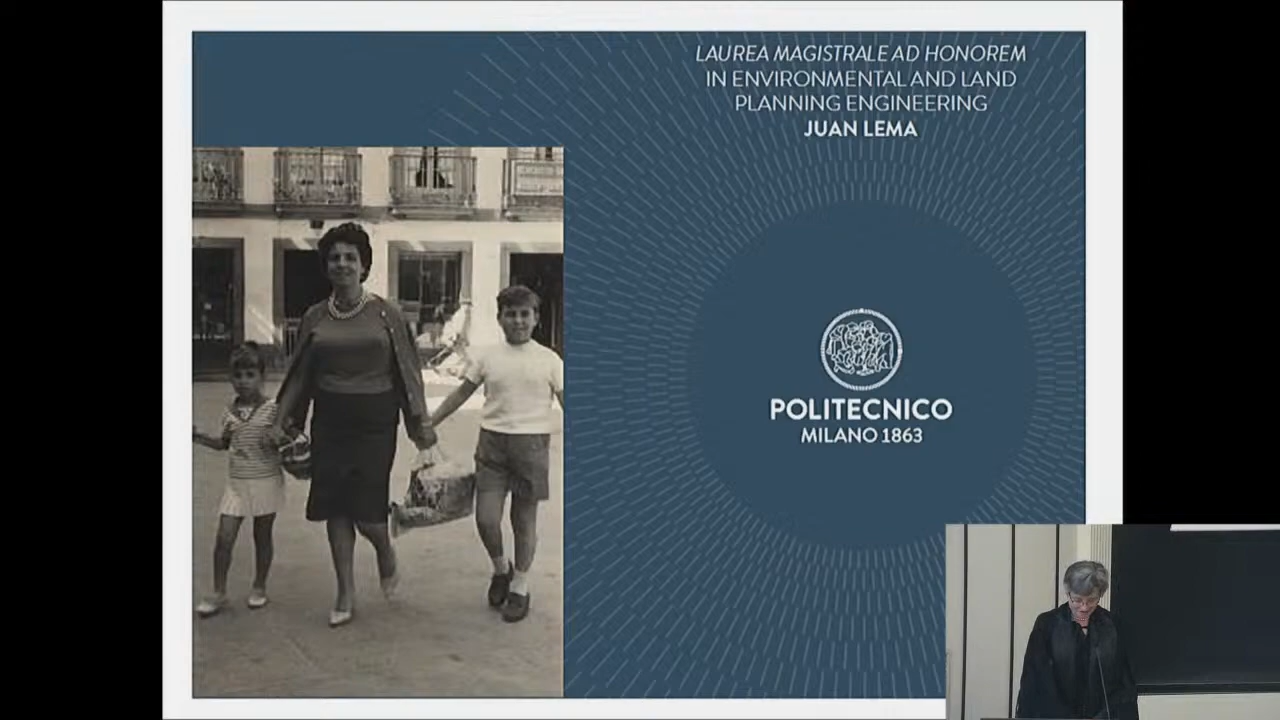 LAUREA MAGISTRALE AD HONOREM
IN ENVIRONMENTAL AND LAND
PLANNING ENGINEERING
JUAN LEMA
POLITECNICO
MILANO 1863